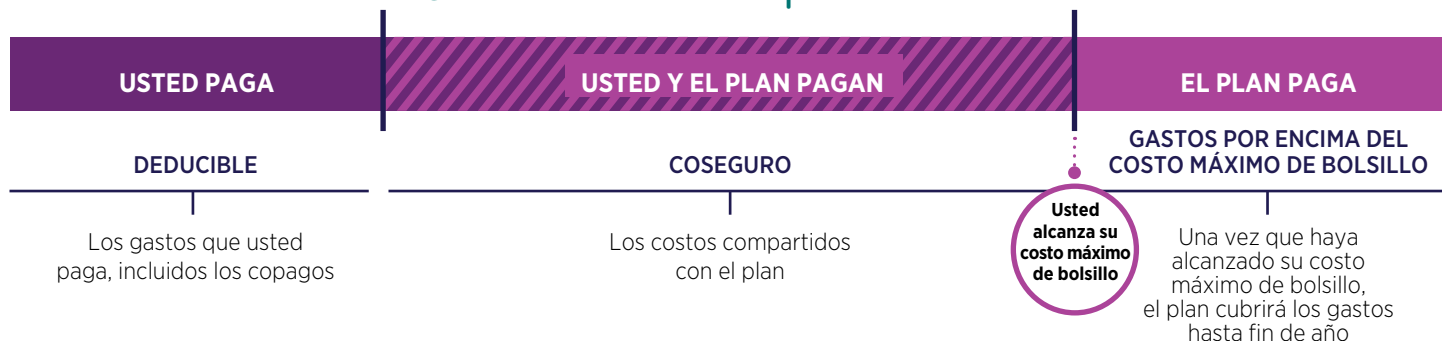 USTED PAGA
USTED Y EL PLAN PAGAN
EL PLAN PAGA
DEDUCIBLE
COSEGURO
GASTOS POR ENCIMA DEL
COSTO MÁXIMO DE BOLSILLO
Los gastos que usted
paga, incluidos los copagos
Los costos compartidos
con el plan
Usted
alcanza su
costo máximo
de bolsillo
Una vez que haya
alcanzado su costo
máximo de bolsillo,
el plan cubrirá los gastos
hasta fin de año